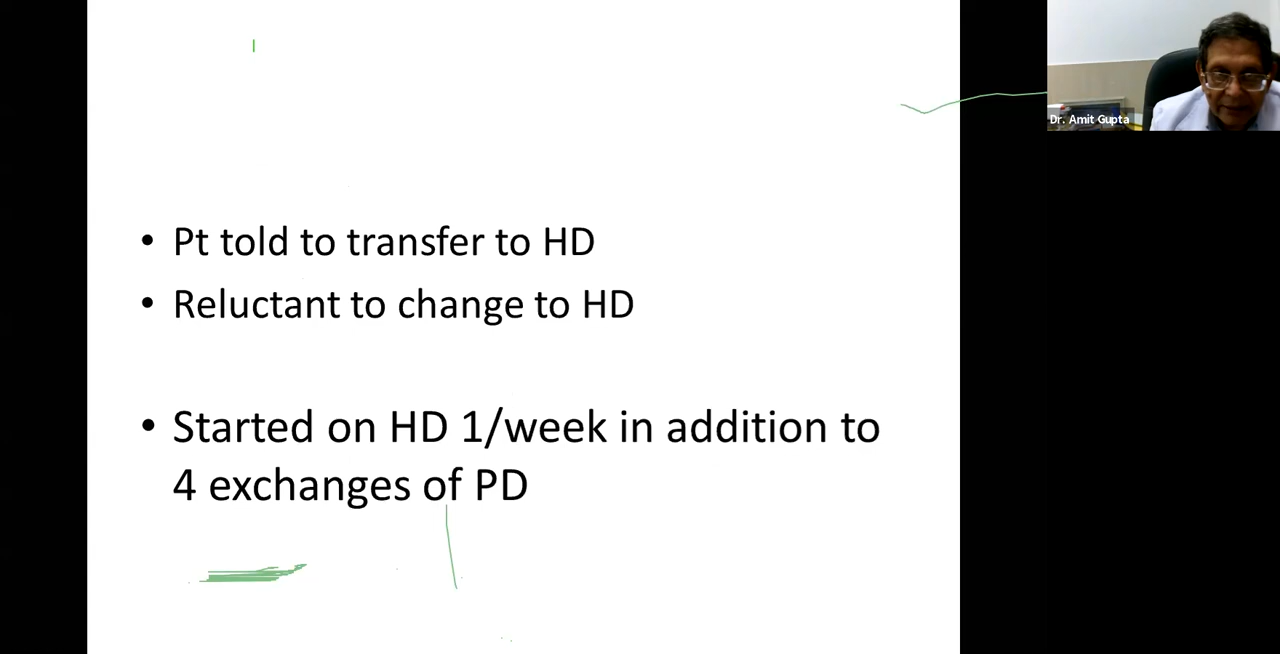 Dr. Amit Gupta
• Pt told to transfer to HD
• Reluctant to change to HD
• Started on HD 1/week in addition to
4 exchanges of PD